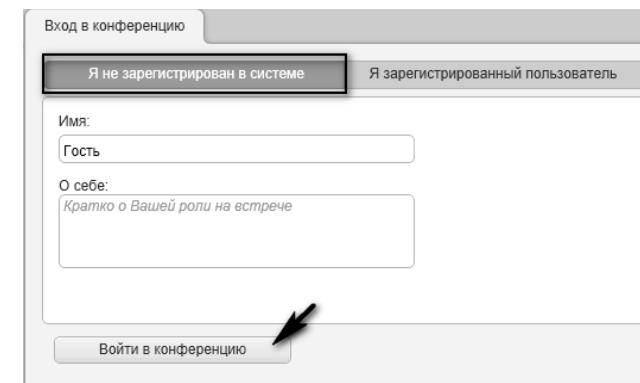 Вход в конференцию
Я не зарегистрирован в системе
Я зарегистрированный пользователь
Имя:
Гость
О себе:
Кратко о Вашей роли на встрече
Войти в конференцию